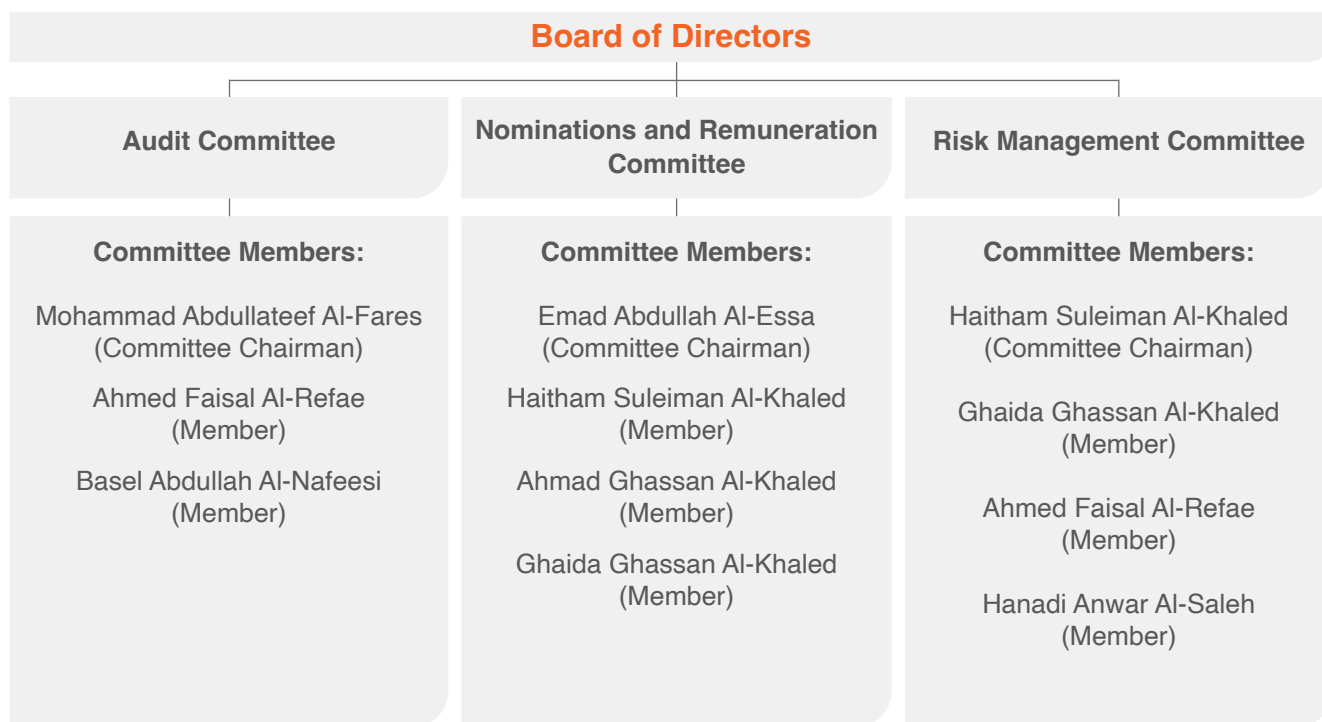 Board of Directors
Audit Committee
Committee Members:
Mohammad Abdullateef Al-Fares
(Committee Chairman)
Ahmed Faisal Al-Refae
(Member)
Basel Abdullah Al-Nafeesi
(Member)
Nominations and Remuneration
Committee
Committee Members:
Emad Abdullah Al-Essa
(Committee Chairman)
Haitham Suleiman Al-Khaled
(Member)
Ahmad Ghassan Al-Khaled
(Member)
Ghaida Ghassan Al-Khaled
(Member)
Risk Management Committee
Committee Members:
Haitham Suleiman Al-Khaled
(Committee Chairman)
Ghaida Ghassan Al-Khaled
(Member)
Ahmed Faisal Al-Refae
(Member)
Hanadi Anwar Al-Saleh
(Member)